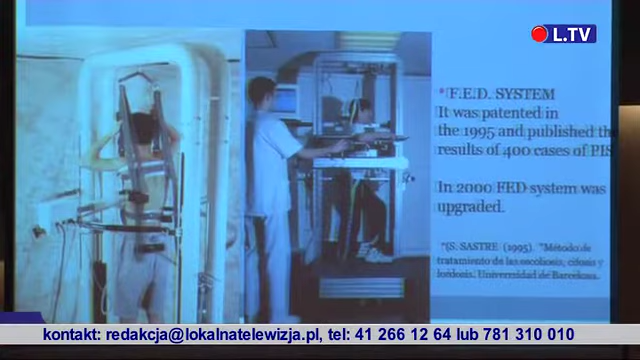 L.TV
*F.E.D. SYSTEM
It was patented in
the 1995 and published the
results of 400 cases of PIS
In 2000 FED system was
upgraded.
*(S. SASTRE (1995). "Método de
tratamiento de las escoliosis, cifosis y
lordosis. Universidad de Barcelona.
kontakt: redakcja@lokalnatelewizja.pl, tel: 41 266 12 64 lub 781 310 010